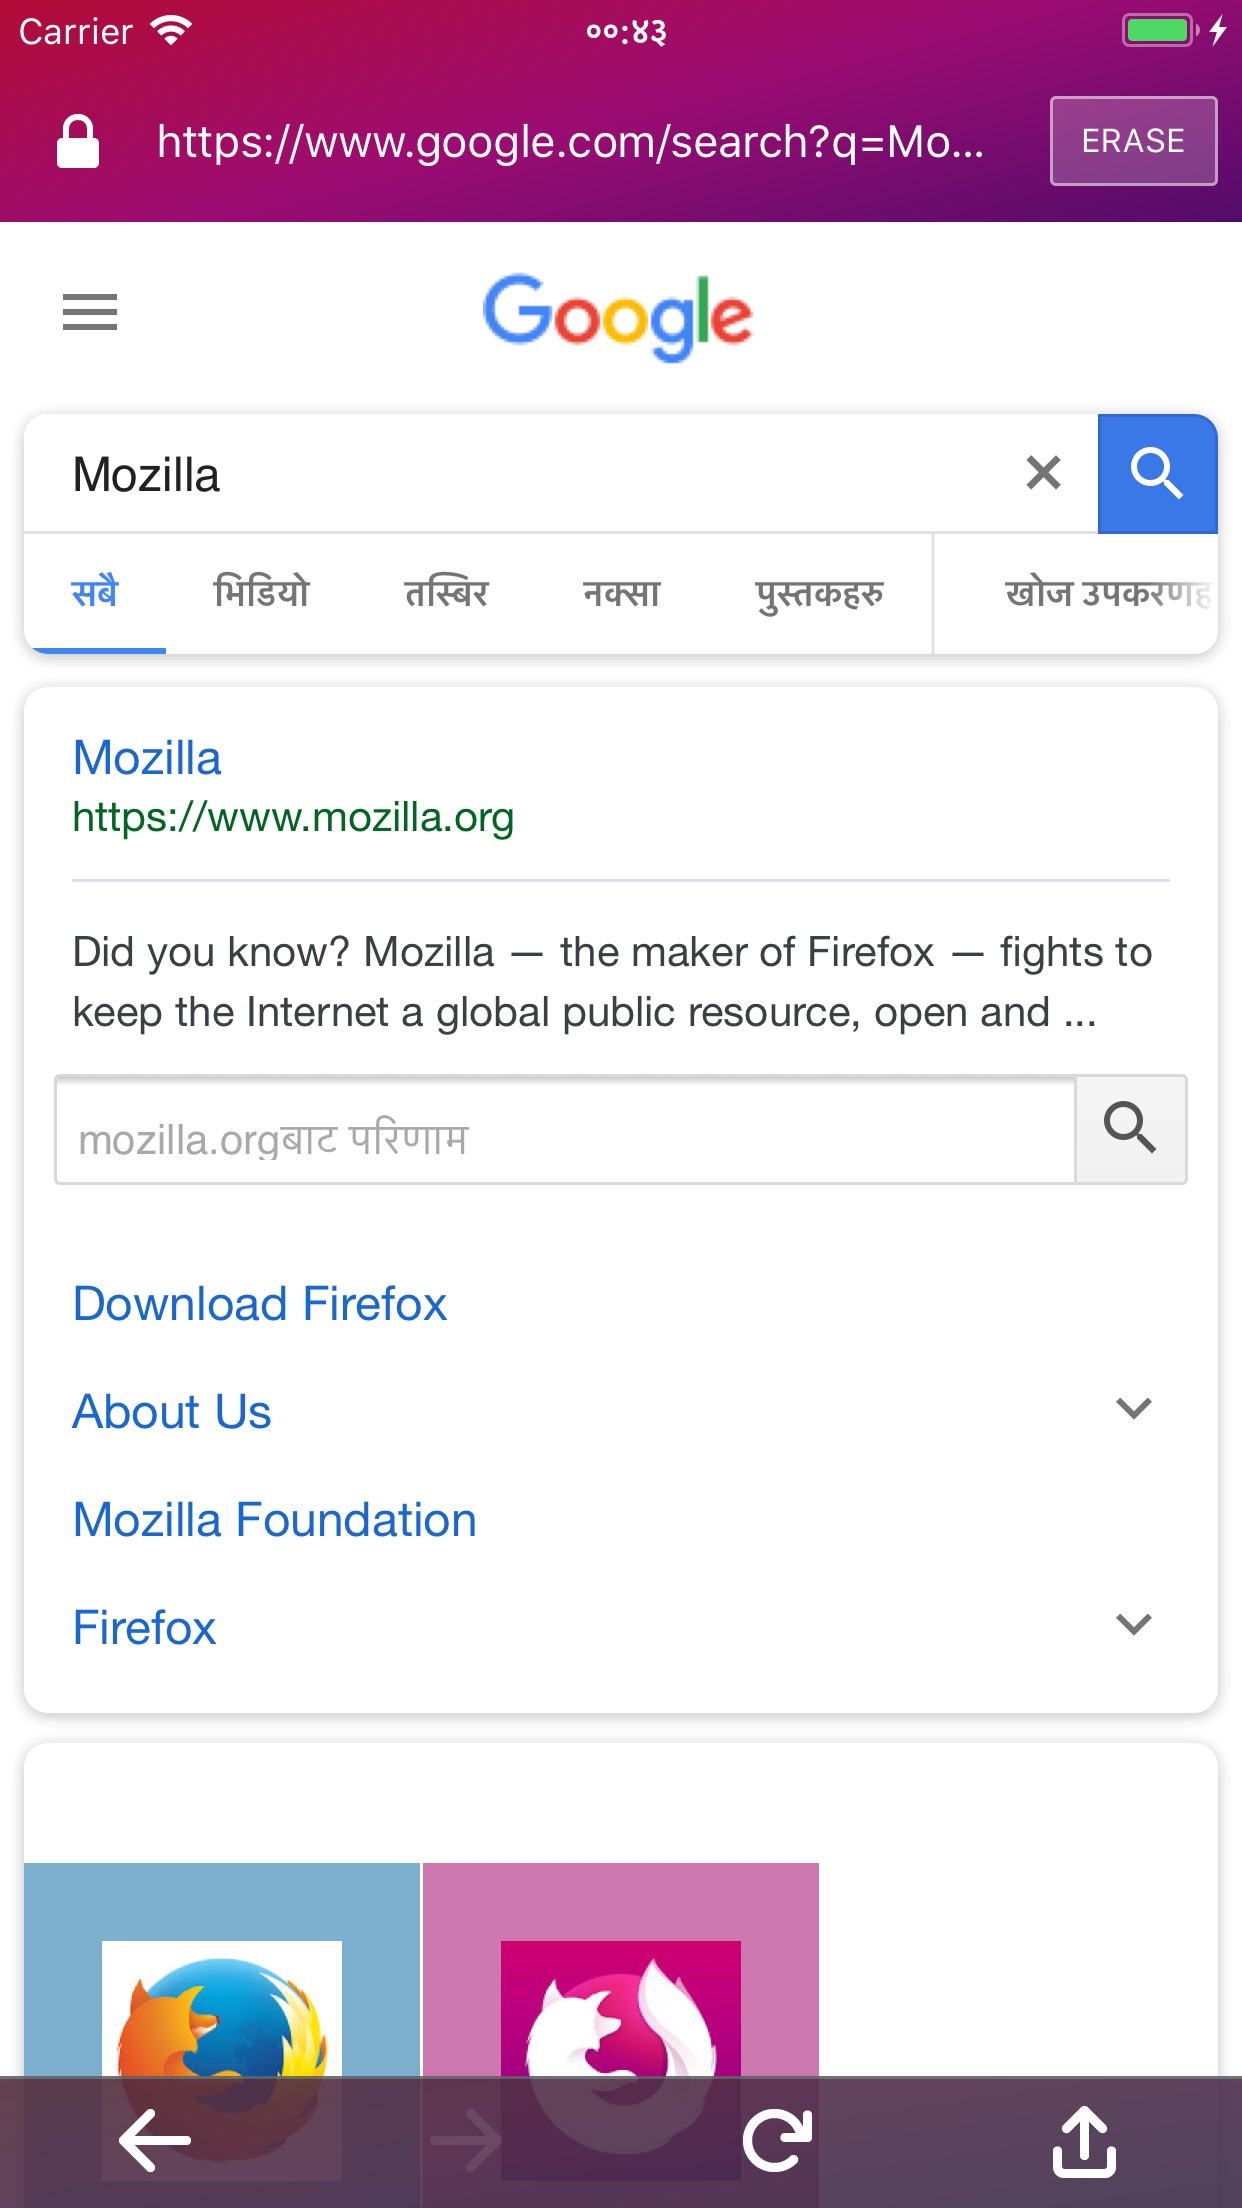 Carrier ००:४३
https://www.google.com/search?q=Mo... ERASE
Google
Mozilla
सबै भिडियो तस्बिर नक्सा पुस्तकहरु खोज उपकरणह
Mozilla
https://www.mozilla.org
Did you know? Mozilla — the maker of Firefox — fights to
keep the Internet a global public resource, open and ...
mozilla.orgबाट परिणाम
Download Firefox
About Us
Mozilla Foundation
Firefox